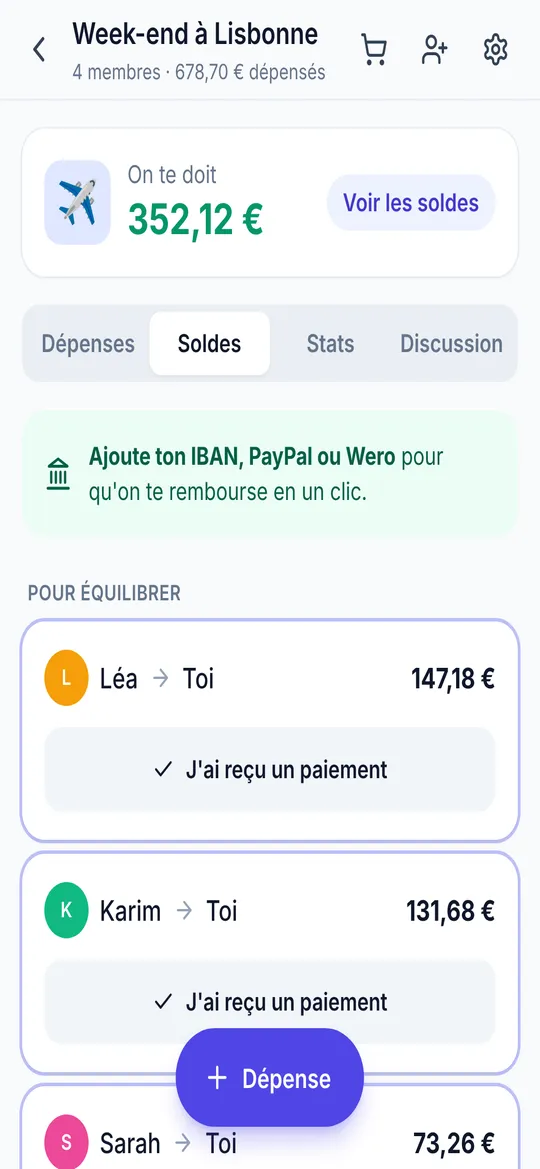 Week-end à Lisbonne
4 membres · 678,70 € dépensés
On te doit
352,12 €
Voir les soldes
Dépenses
Soldes
Stats
Discussion
Ajoute ton IBAN, PayPal ou Wero pour
qu'on te rembourse en un clic.
POUR ÉQUILIBRER
L
Léa → Toi
147,18 €
✓ J'ai reçu un paiement
K
Karim → Toi
131,68 €
✓ J'ai reçu un paiement
+ Dépense
S
Sarah → Toi
73,26 €